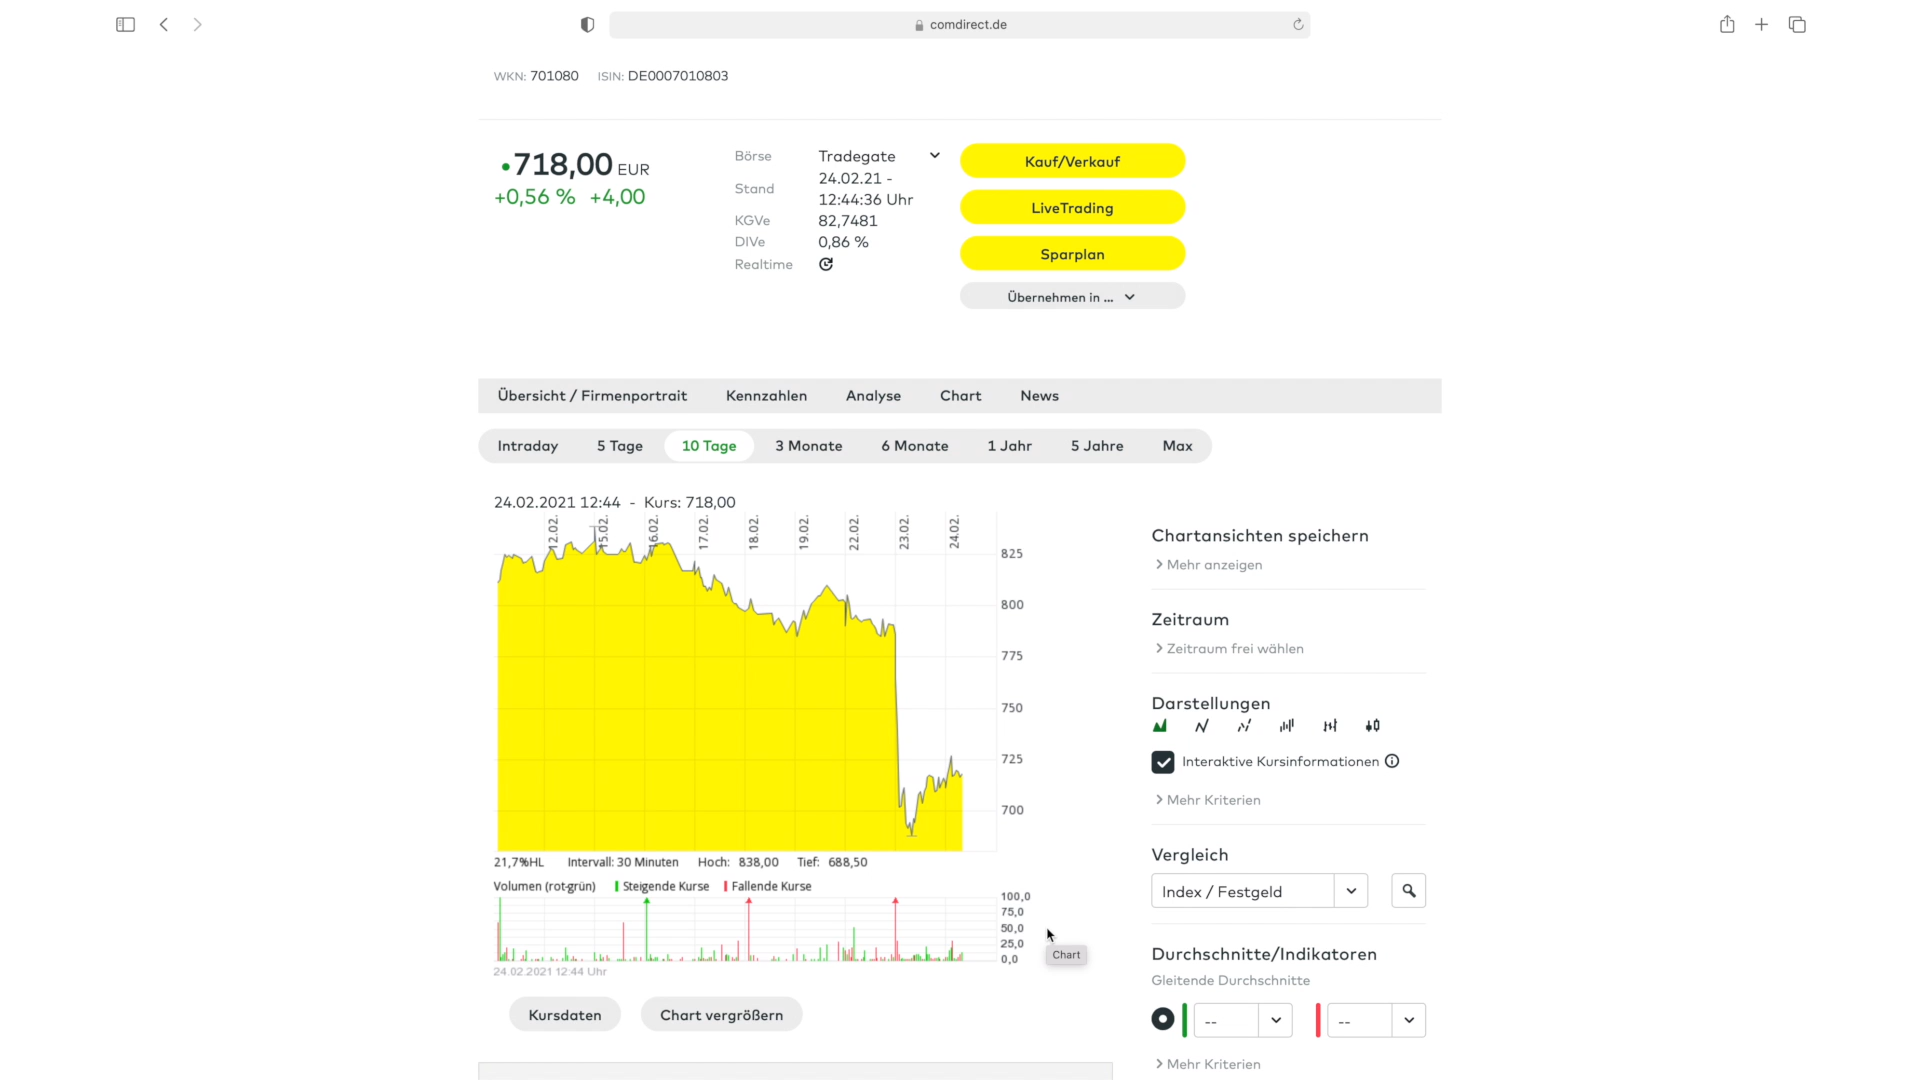 comdirect.de
WKN: 701080 ISIN: DE0007010803
718,00 EUR
+0,56 % +4,00
Börse Tradegate
Stand 24.02.21 -
12:44:36 Uhr
KGVe 82,7481
DIVe 0,86 %
Realtime
Kauf/Verkauf
LiveTrading
Sparplan
Übernehmen in ...
Übersicht / Firmenportrait Kennzahlen Analyse Chart News
Intraday 5 Tage 10 Tage 3 Monate 6 Monate 1 Jahr 5 Jahre Max
24.02.2021 12:44 - Kurs: 718,00
12.02. 15.02. 16.02. 17.02. 18.02. 19.02. 22.02. 23.02. 24.02.
825
800
775
750
725
700
21,7%HL Intervall: 30 Minuten Hoch: 838,00 Tief: 688,50
Volumen (rot-grün) Steigende Kurse Fallende Kurse
100,0
75,0
50,0
25,0
0,0
24.02.2021 12:44 Uhr
Chart
Kursdaten Chart vergrößern
Chartansichten speichern
Mehr anzeigen
Zeitraum
Zeitraum frei wählen
Darstellungen
Interaktive Kursinformationen
Mehr Kriterien
Vergleich
Index / Festgeld
Durchschnitte/Indikatoren
Gleitende Durchschnitte
-- --
Mehr Kriterien